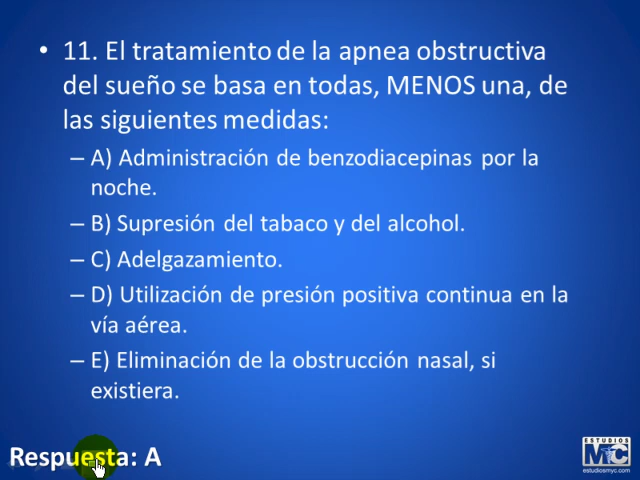 • 11. El tratamiento de la apnea obstructiva
del sueño se basa en todas, MENOS una, de
las siguientes medidas:
– A) Administración de benzodiacepinas por la
noche.
– B) Supresión del tabaco y del alcohol.
– C) Adelgazamiento.
– D) Utilización de presión positiva continua en la
vía aérea.
– E) Eliminación de la obstrucción nasal, si
existiera.
Respuesta: A
ESTUDIOS
MyC
estudiosmyc.com